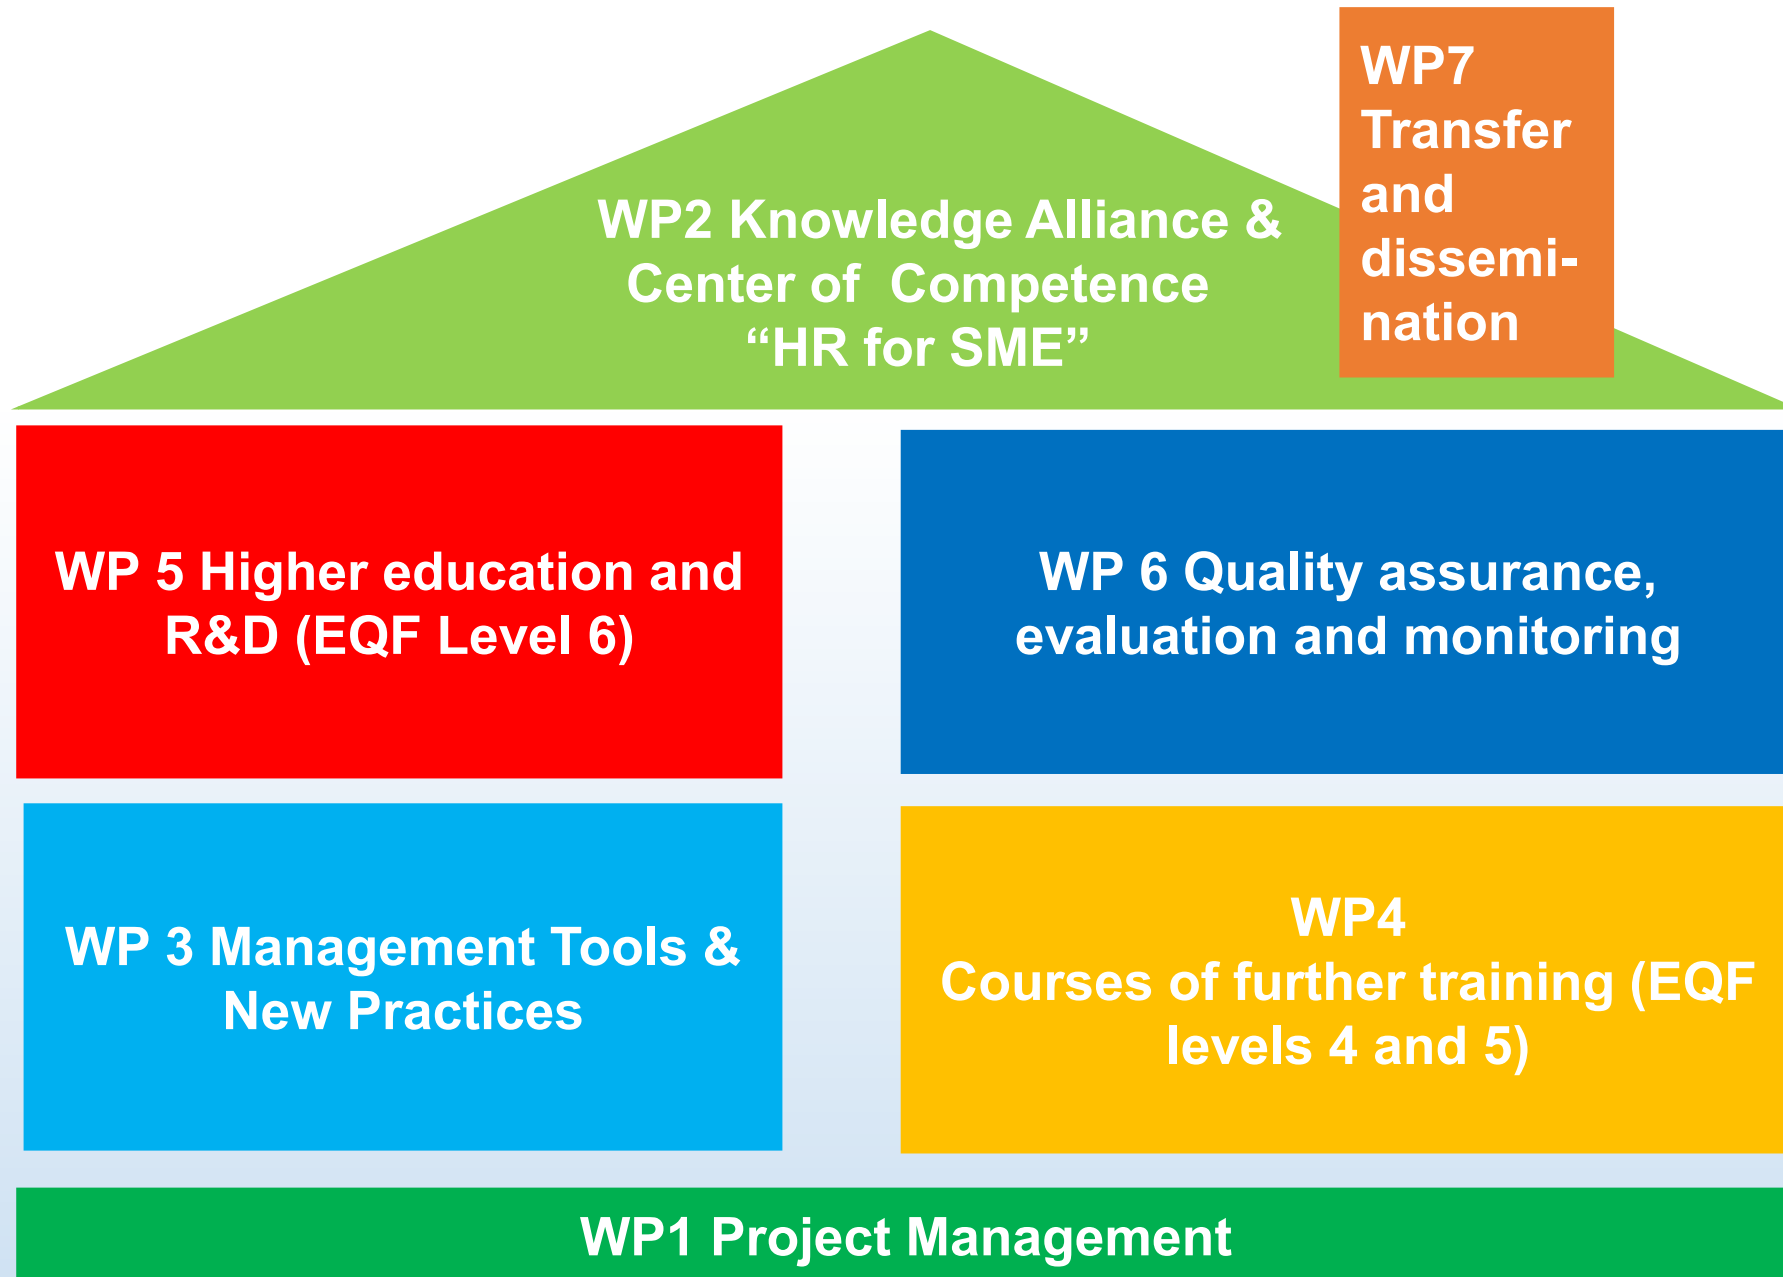 WP7
Transfer
and
dissemi-
nation
WP2 Knowledge Alliance &
Center of  Competence
“HR for SME”
WP 5 Higher education and
R&D (EQF Level 6)
WP 6 Quality assurance,
evaluation and monitoring
WP 3 Management Tools &
New Practices
WP4
Courses of further training (EQF
levels 4 and 5)
WP1 Project Management